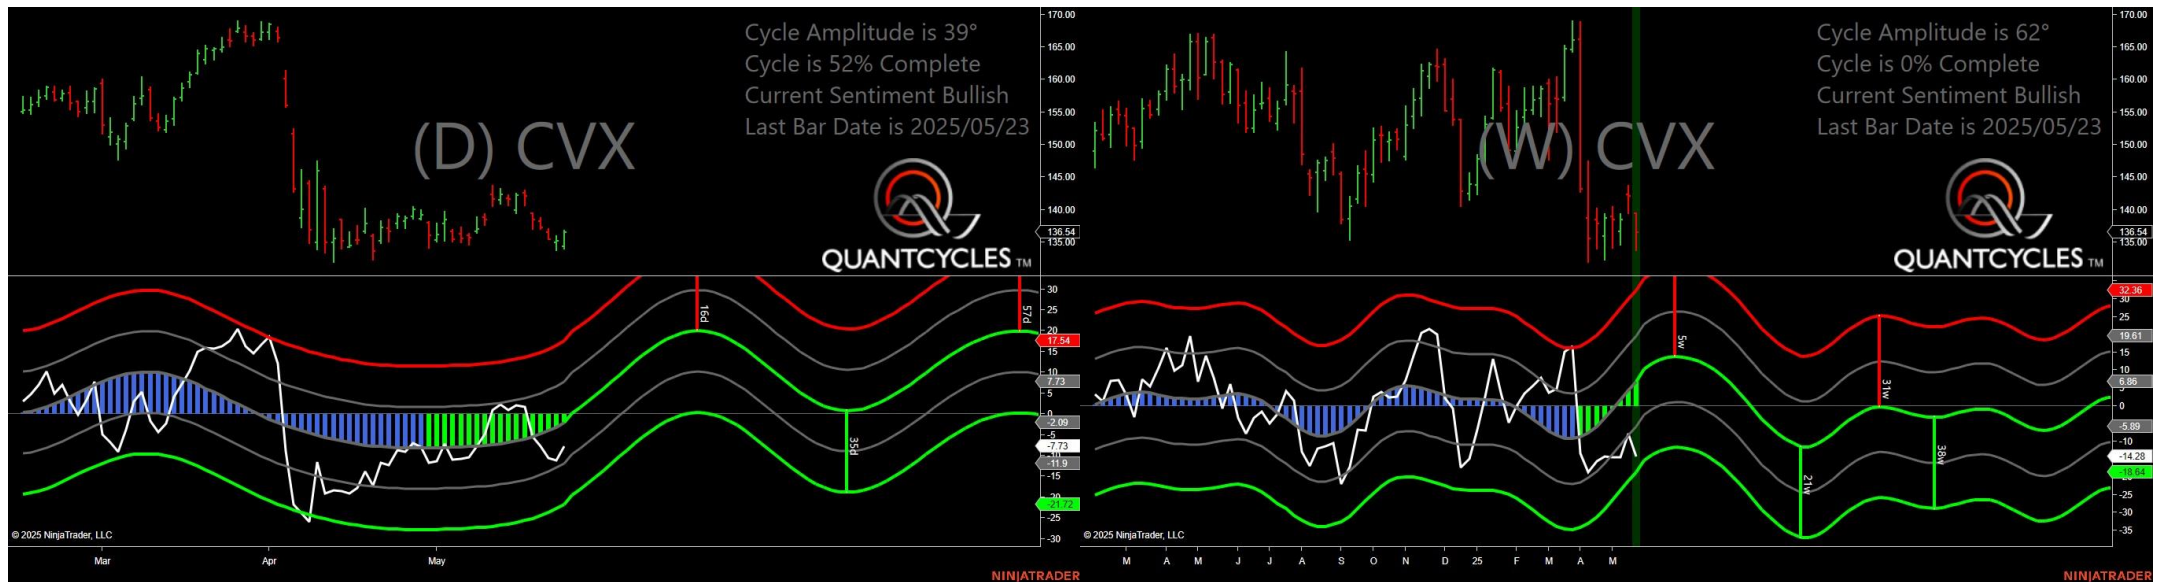 Cycle Amplitude is 39°
Cycle is 52% Complete
Current Sentiment Bullish
Last Bar Date is 2025/05/23
(D) CVX
QUANTCYCLES TM
170.00
165.00
160.00
155.00
150.00
145.00
140.00
136.54
135.00
16d
35d
57d
30
25
20
17.54
15
10
7.73
5
0
-2.09
-5
-7.73
-10
-11.9
-15
-20
-21.72
-25
-30
© 2025 NinjaTrader, LLC
Mar
Apr
May
NINJATRADER
Cycle Amplitude is 62°
Cycle is 0% Complete
Current Sentiment Bullish
Last Bar Date is 2025/05/23
(W) CVX
QUANTCYCLES TM
170.00
165.00
160.00
155.00
150.00
145.00
140.00
136.54
135.00
5w
21w
31w
38w
32.36
30
25
19.61
15
10
6.86
0
-5.89
-10
-14.28
-18.64
-25
-30
-35
© 2025 NinjaTrader, LLC
M A M J J A S O N D 25 F M A M
NINJATRADER